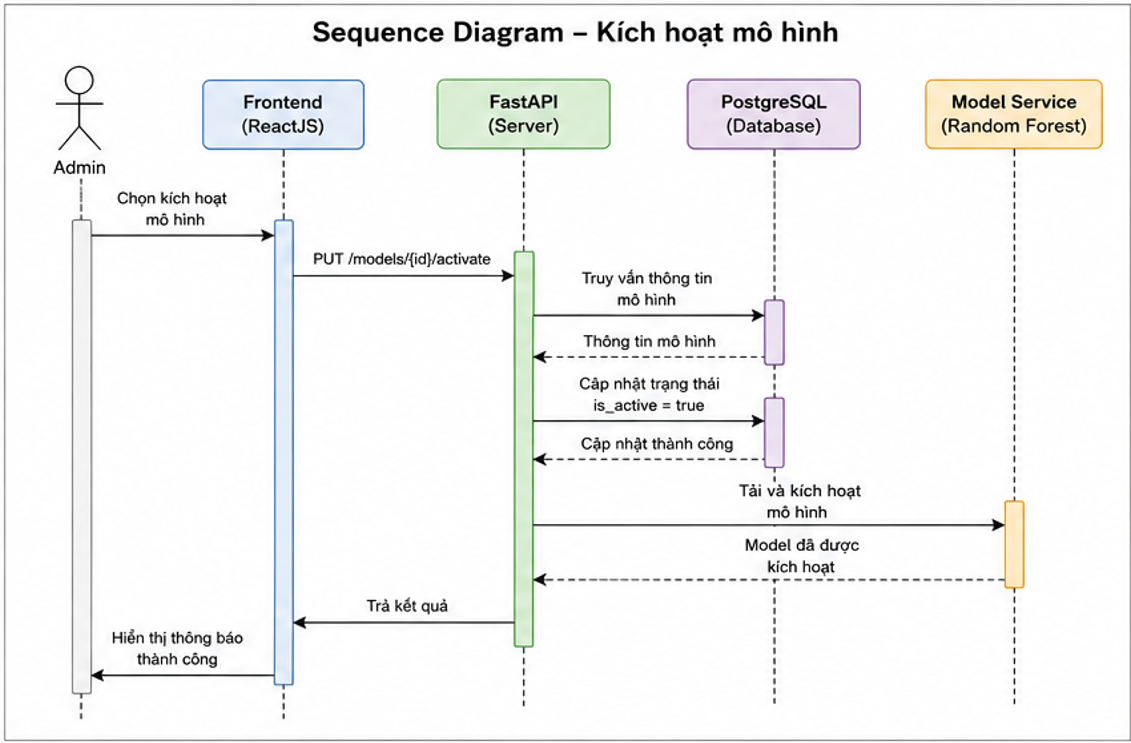 Sequence Diagram – Kích hoạt mô hình
Admin
Frontend
(ReactJS)
FastAPI
(Server)
PostgreSQL
(Database)
Model Service
(Random Forest)
Chọn kích hoạt
mô hình
PUT /models/{id}/activate
Truy vấn thông tin
mô hình
Thông tin mô hình
Câp nhật trạng thái
is_active = true
Cập nhật thành công
Tải và kích hoạt
mô hình
Model đã được
kích hoạt
Trả kết quả
Hiển thị thông báo
thành công